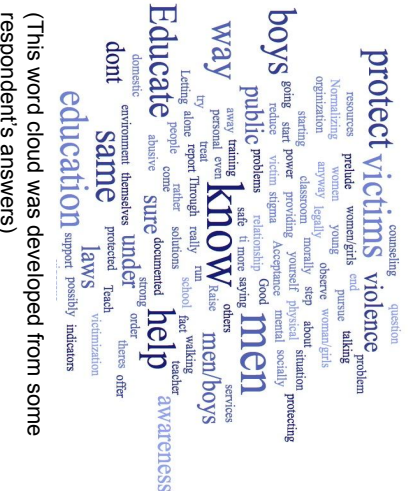 counseling question
protect victims violence problem
resources prelude women/girls end pursue talking
Normalizing women young observe woman/girls
orginization anyway legally
starting classroom morally step about situation
going start power providing yourself physical socially protecting
boys reduce victim stigma Acceptance mental
public problems relationship Good men
away training safe ti more saying
way personal even know Raise others services
try treat run men/boys
Letting alone report Through really
people come rather solutions school fact walking teacher
Educate abusive sure documented strong help awareness
domestic environment themselves under order theres offer
dont same protected Teach victimization
laws
education support possibly indicators
(This word cloud was developed from some
respondent's answers)